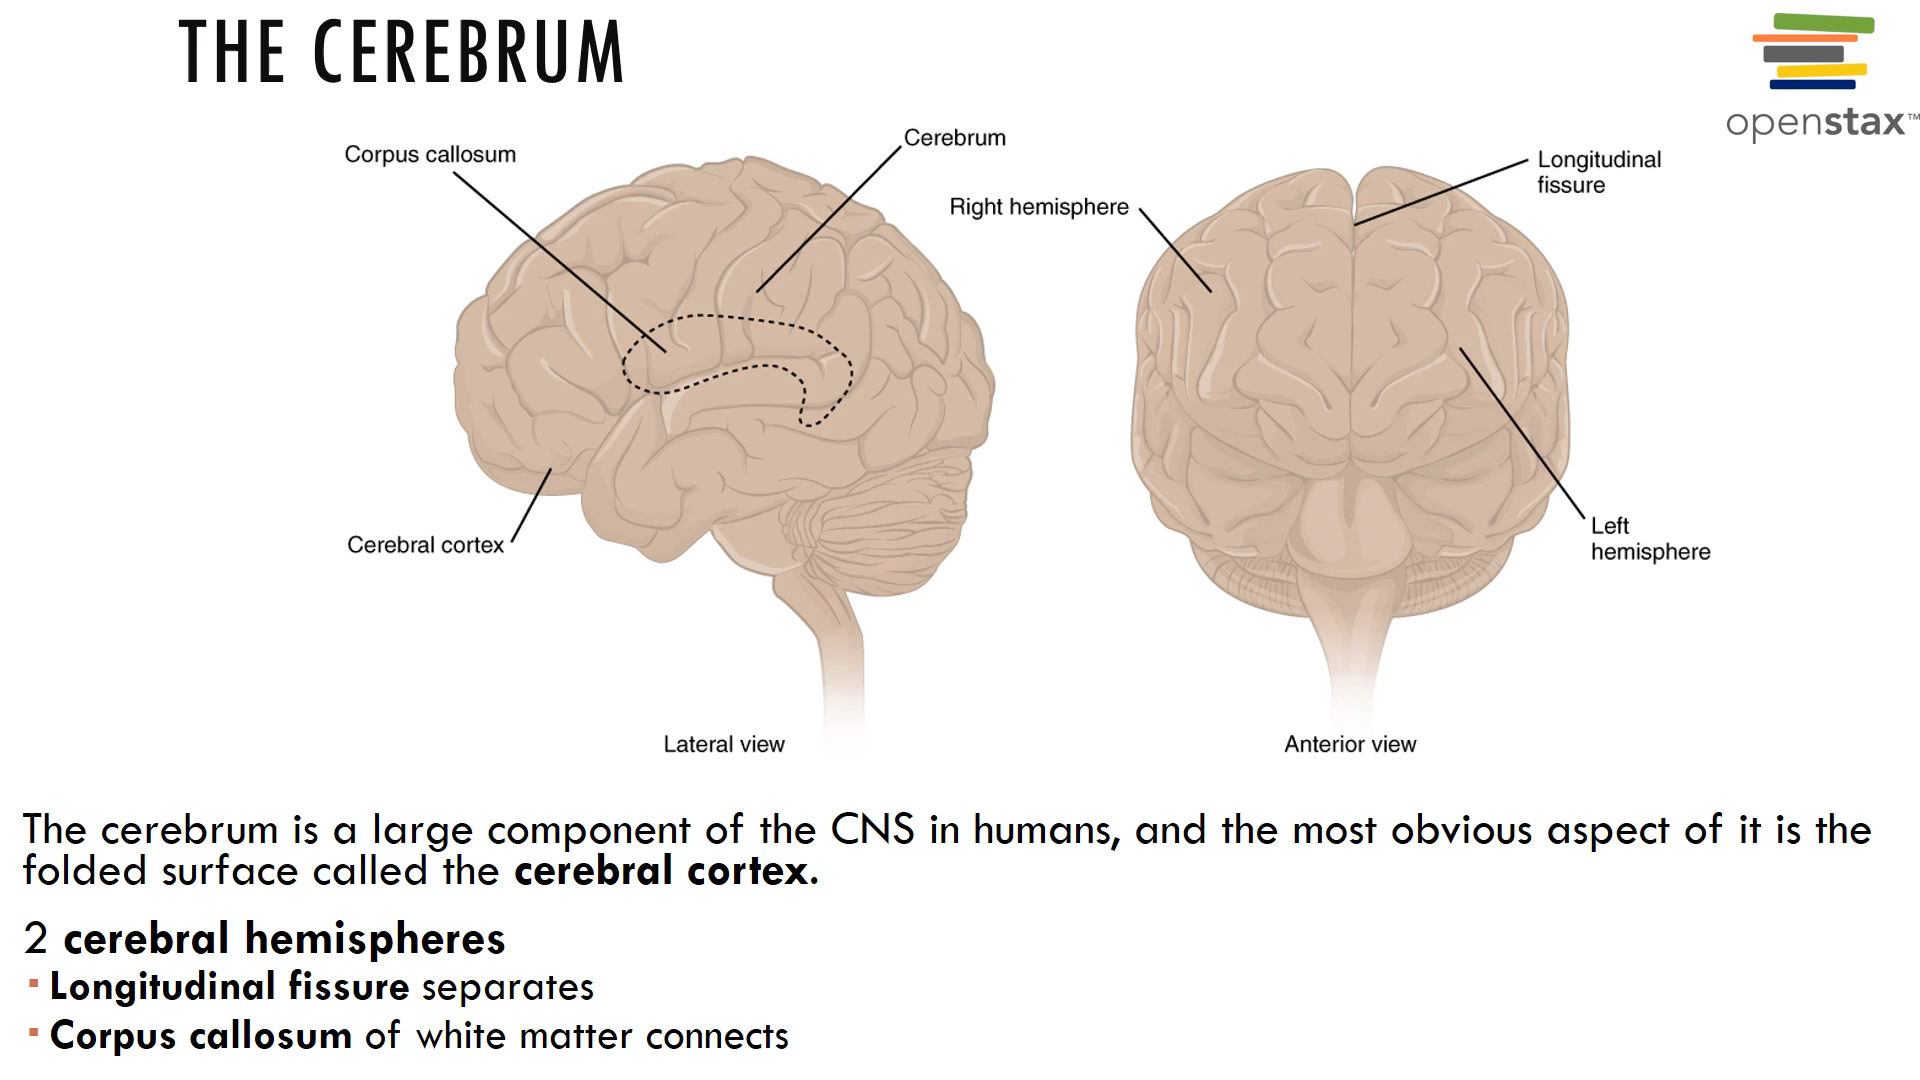 THE CEREBRUM
openstax™
Corpus callosum
Cerebrum
Right hemisphere
Longitudinal
fissure
Cerebral cortex
Left
hemisphere
Lateral view
Anterior view
The cerebrum is a large component of the CNS in humans, and the most obvious aspect of it is the
folded surface called the cerebral cortex.
2 cerebral hemispheres
▪ Longitudinal fissure separates
▪ Corpus callosum of white matter connects